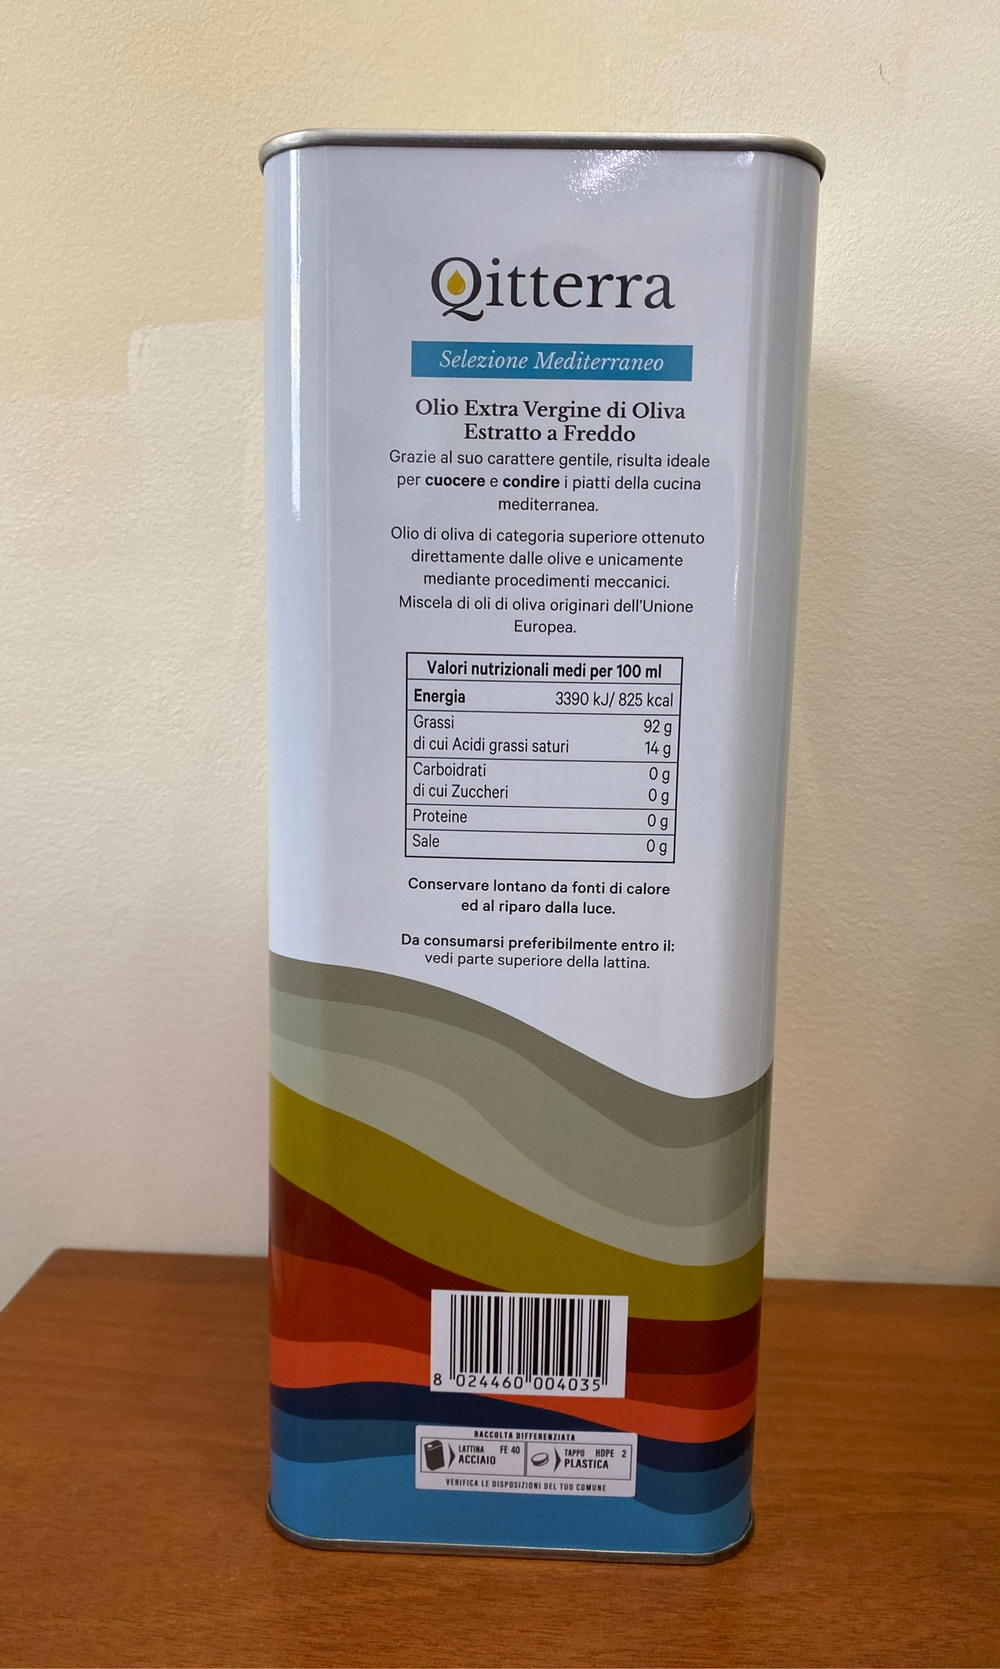 Qitterra
Selezione Mediterraneo
Olio Extra Vergine di Oliva
Estratto a Freddo
Grazie al suo carattere gentile, risulta ideale
per cuocere e condire i piatti della cucina
mediterranea.
Olio di oliva di categoria superiore ottenuto
direttamente dalle olive e unicamente
mediante procedimenti meccanici.
Miscela di oli di oliva originari dell'Unione
Europea.
Valori nutrizionali medi per 100 ml
Energia 3390 kJ/ 825 kcal
Grassi 92 g
di cui Acidi grassi saturi 14 g
Carboidrati 0 g
di cui Zuccheri 0 g
Proteine 0 g
Sale 0 g
Conservare lontano da fonti di calore
ed al riparo dalla luce.
Da consumarsi preferibilmente entro il:
vedi parte superiore della lattina.
8 024460 004035
RACCOLTA DIFFERENZIATA
LATTINA FE 40 TAPPO HDPE 2
ACCIAIO PLASTICA
VERIFICA LE DISPOSIZIONI DEL TUO COMUNE